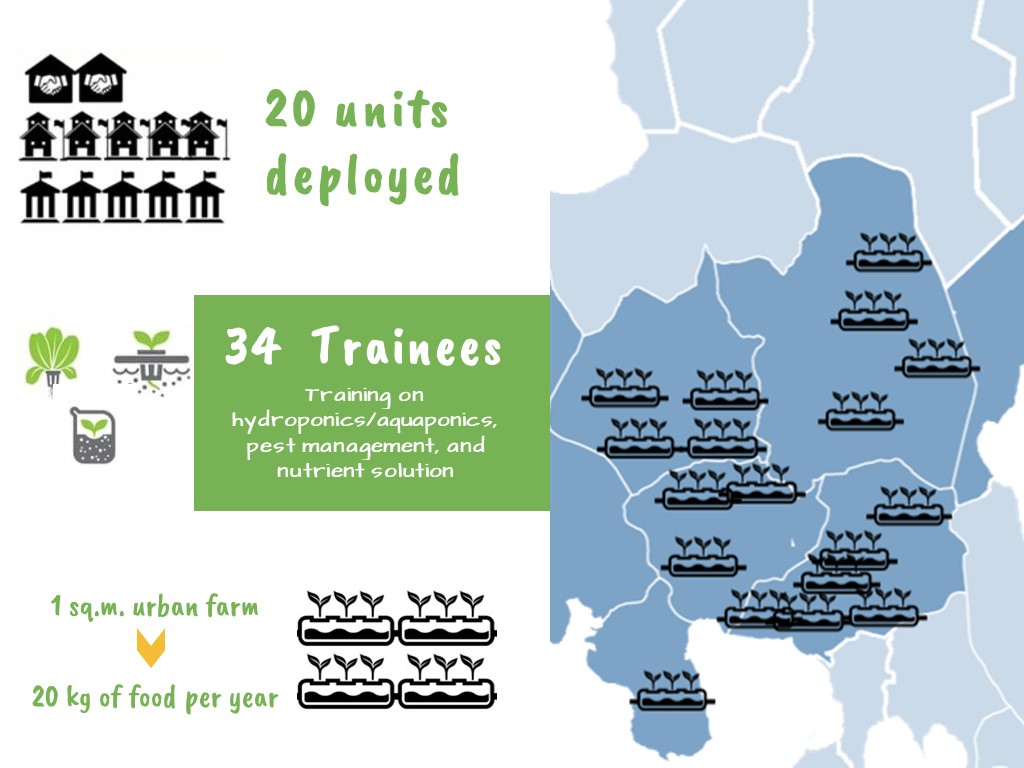 20 units
deployed
34 Trainees
Training on
hydroponics/aquaponics,
pest management, and
nutrient solution
1 sq.m. urban farm
20 kg of food per year